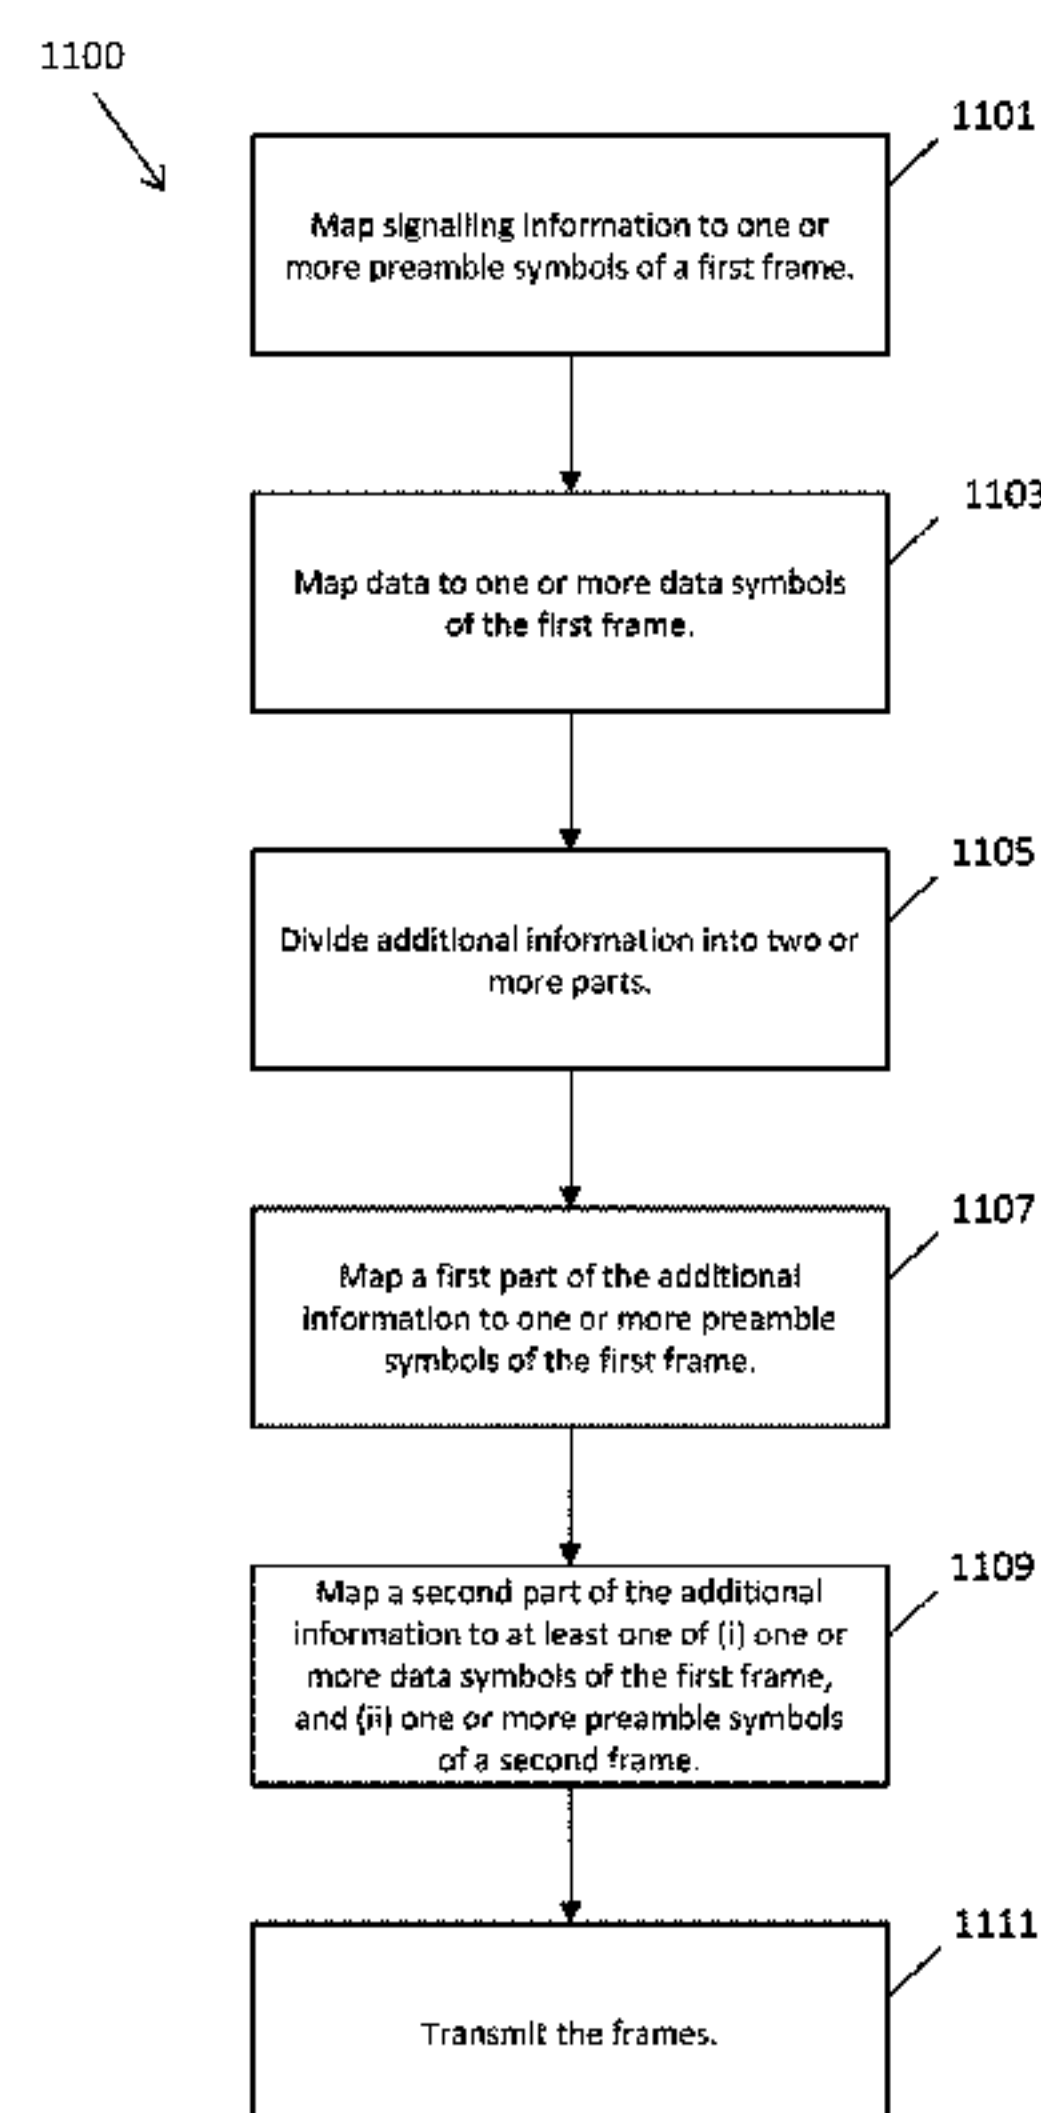 1100
1101
Map signalling information to one or
more preamble symbols of a first frame.
1103
Map data to one or more data symbols
of the first frame.
1105
Divide additional information into two or
more parts.
1107
Map a first part of the additional
information to one or more preamble
symbols of the first frame.
1109
Map a second part of the additional
information to at least one of (i) one or
more data symbols of the first frame,
and (ii) one or more preamble symbols
of a second frame.
1111
Transmit the frames.